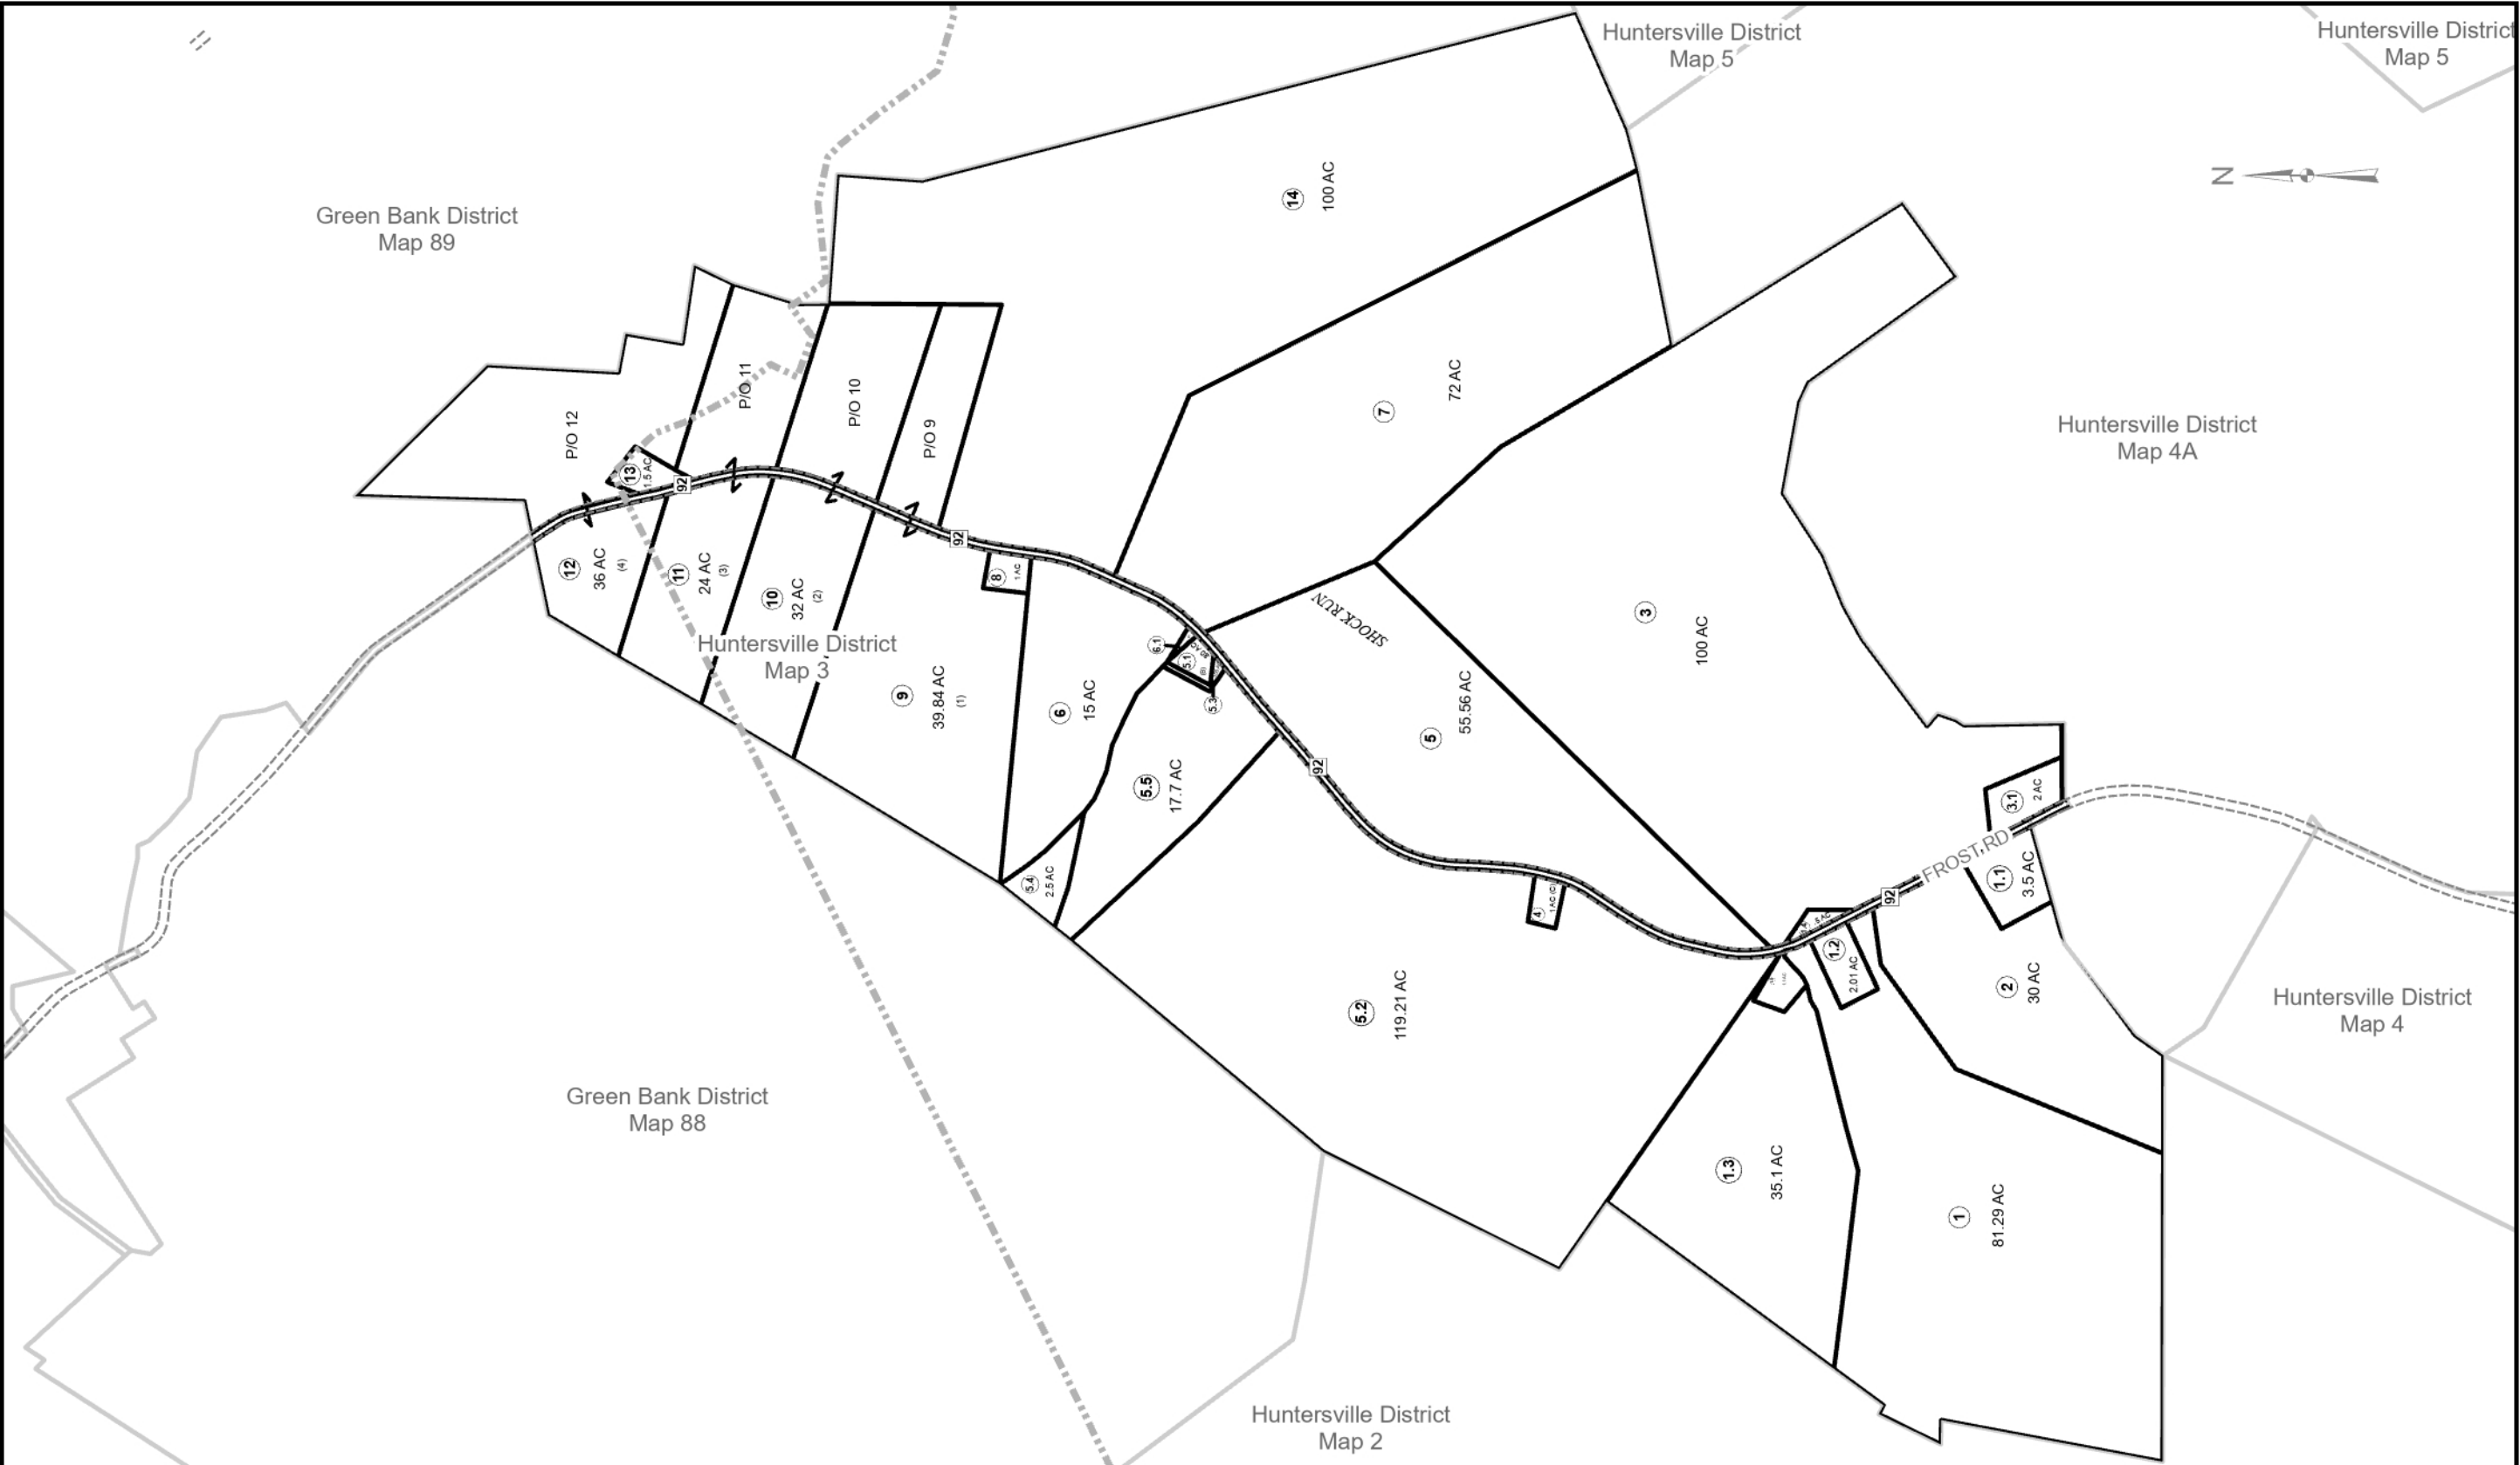 Huntersville District
Map 5
Huntersville District
Map 5
N
Green Bank District
Map 89
14
100 AC
7
72 AC
Huntersville District
Map 4A
P/O 12
P/O 11
P/O 10
P/O 9
13
1.5 AC
92
92
12
36 AC
(4)
11
24 AC
(3)
10
32 AC
(2)
8
1 AC
SHOCK RUN
3
100 AC
Huntersville District
Map 3
9
39.84 AC
(1)
6
15 AC
6.1
5.1
5.3
5
55.56 AC
92
5.5
17.7 AC
5.4
2.5 AC
3.1
2 AC
FROST RD
92
1.1
3.5 AC
4
1 AC (C)
1.2
2.01 AC
2
30 AC
5.2
119.21 AC
Huntersville District
Map 4
Green Bank District
Map 88
1.3
35.1 AC
1
81.29 AC
Huntersville District
Map 2